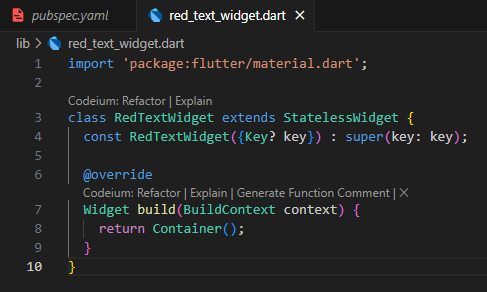 pubspec.yaml red_text_widget.dart ×
lib > red_text_widget.dart
1 import 'package:flutter/material.dart';
2
Codeium: Refactor | Explain
3 class RedTextWidget extends StatelessWidget {
4 const RedTextWidget({Key? key}) : super(key: key);
5
6 @override
Codeium: Refactor | Explain | Generate Function Comment | ×
7 Widget build(BuildContext context) {
8 return Container();
9 }
10 }